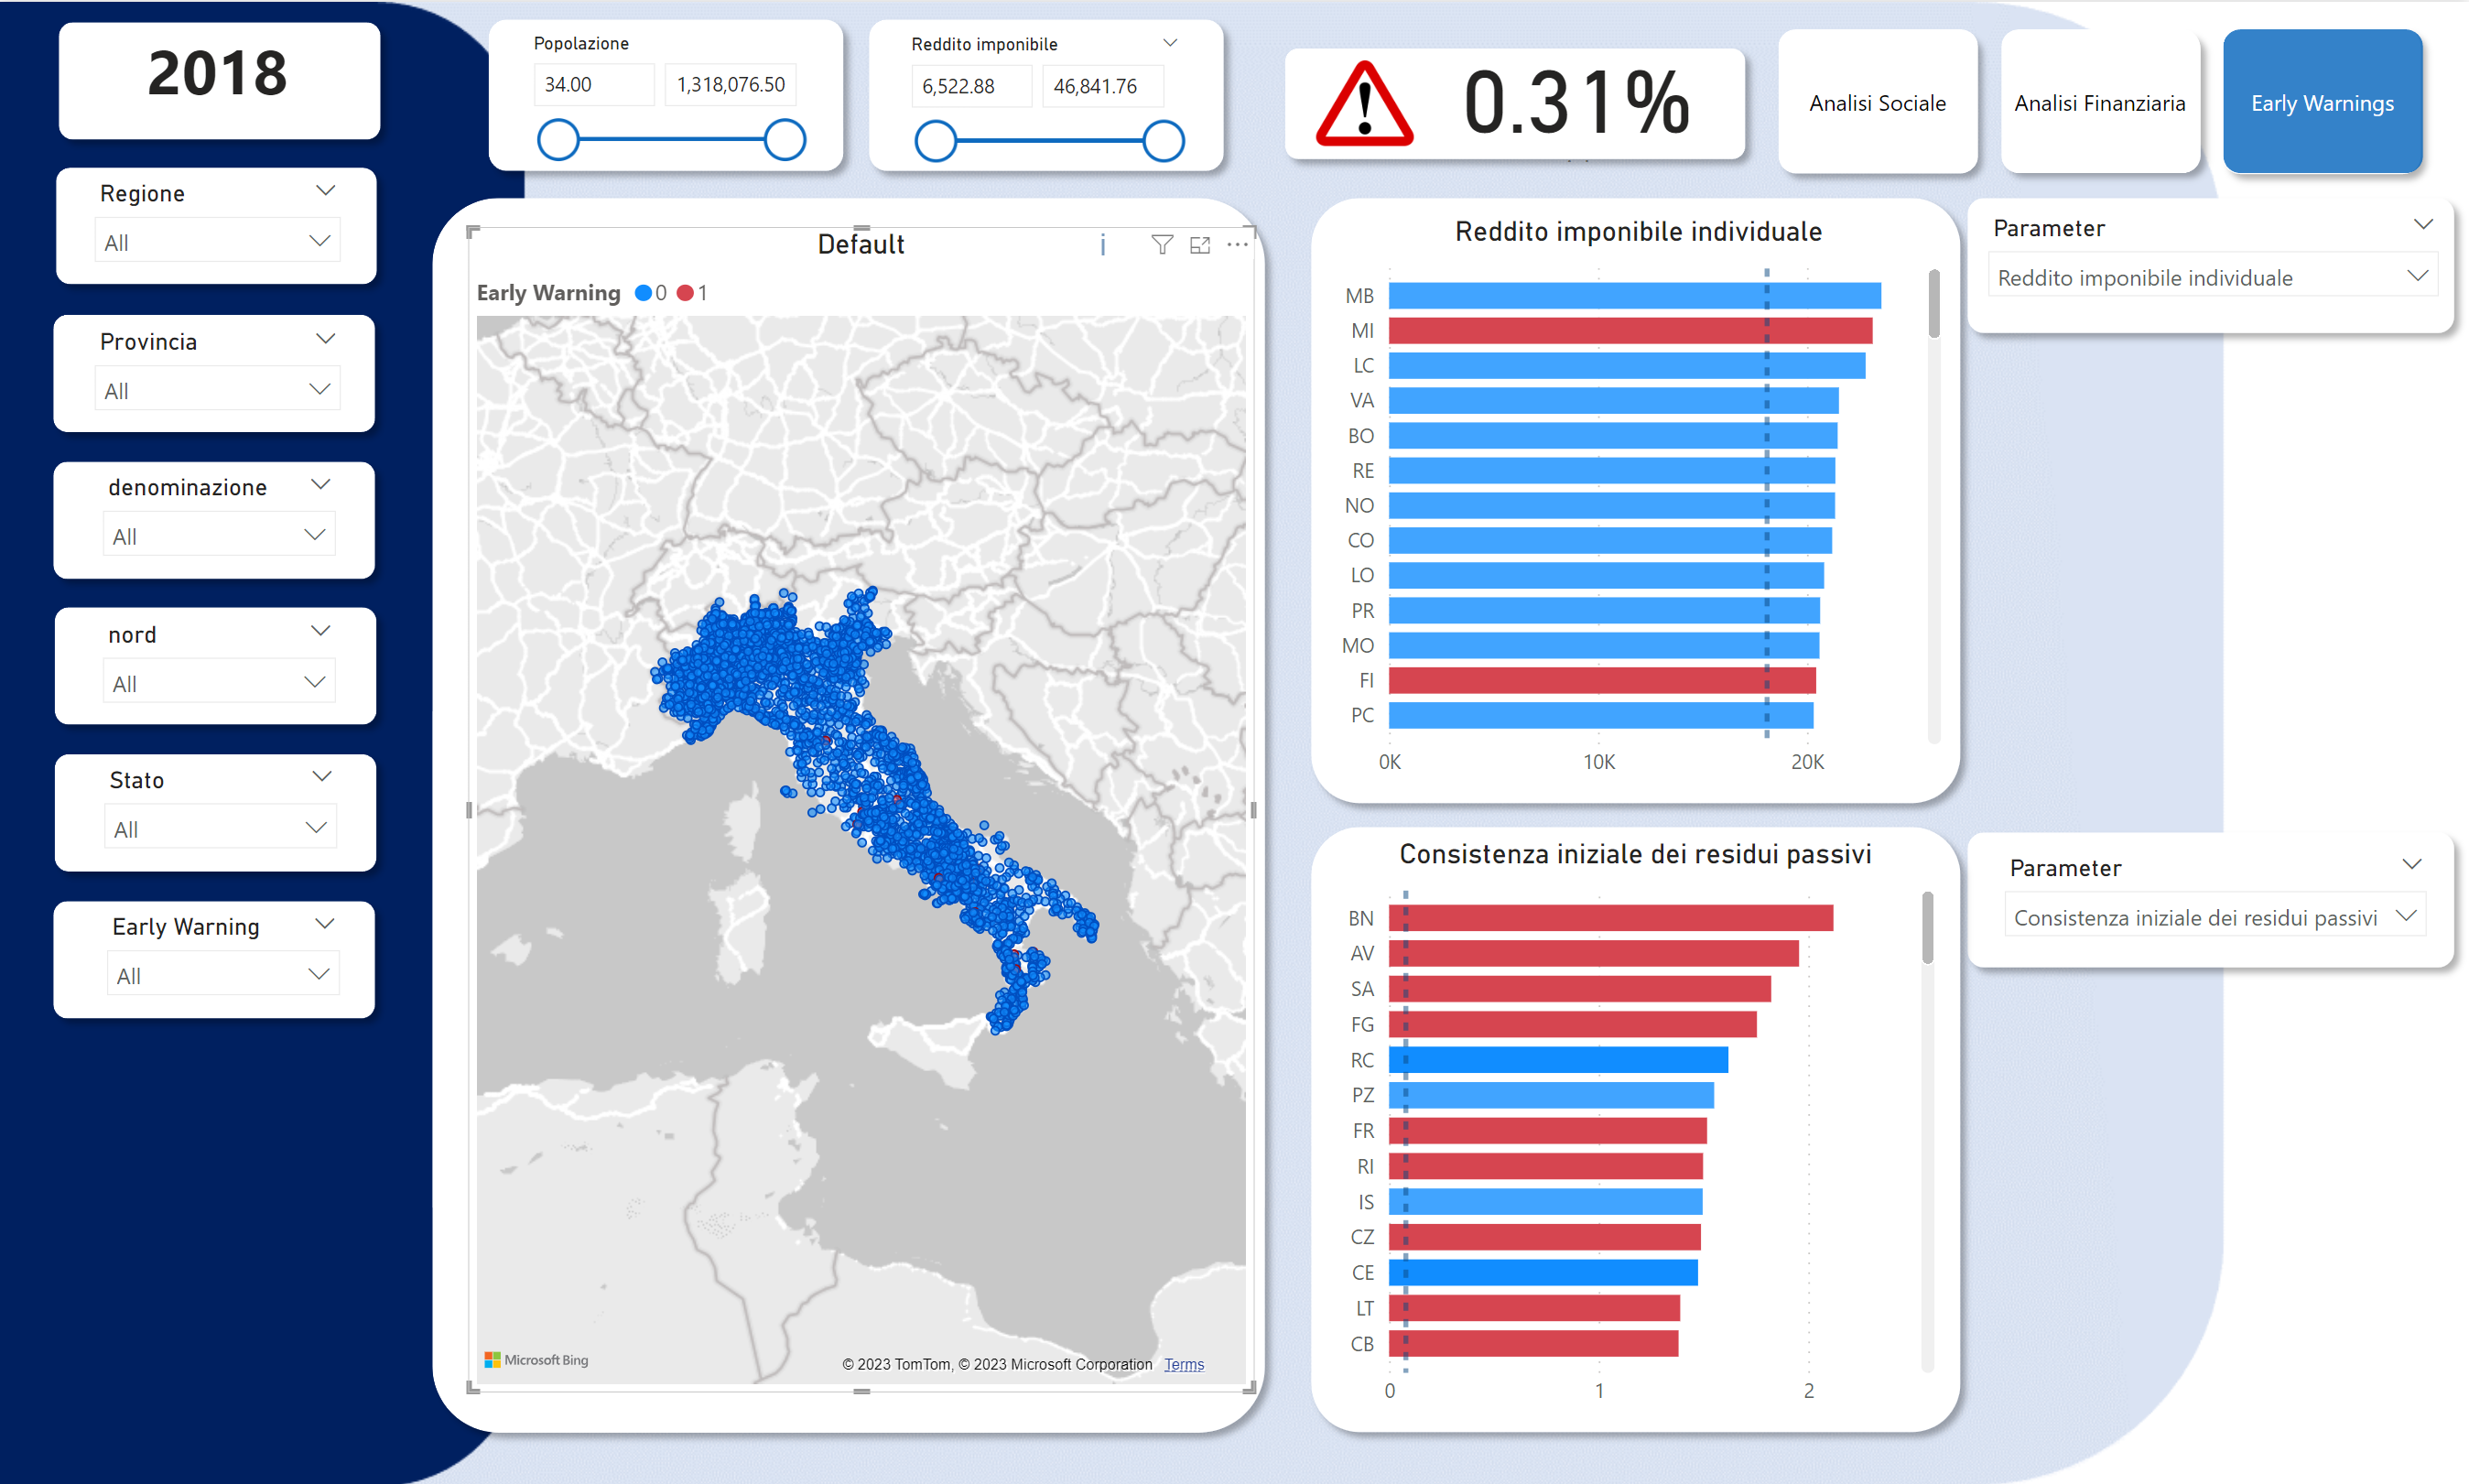 2018
Popolazione
34.00 1,318,076.50
Reddito imponibile
6,522.88 46,841.76
0.31%
Analisi Sociale
Analisi Finanziaria
Early Warnings
Regione
All
Provincia
All
denominazione
All
nord
All
Stato
All
Early Warning
All
Default
Early Warning 0 1
Microsoft Bing
© 2023 TomTom, © 2023 Microsoft Corporation Terms
Reddito imponibile individuale
MB
MI
LC
VA
BO
RE
NO
CO
LO
PR
MO
FI
PC
0K 10K 20K
Parameter
Reddito imponibile individuale
Consistenza iniziale dei residui passivi
BN
AV
SA
FG
RC
PZ
FR
RI
IS
CZ
CE
LT
CB
0 1 2
Parameter
Consistenza iniziale dei residui passivi